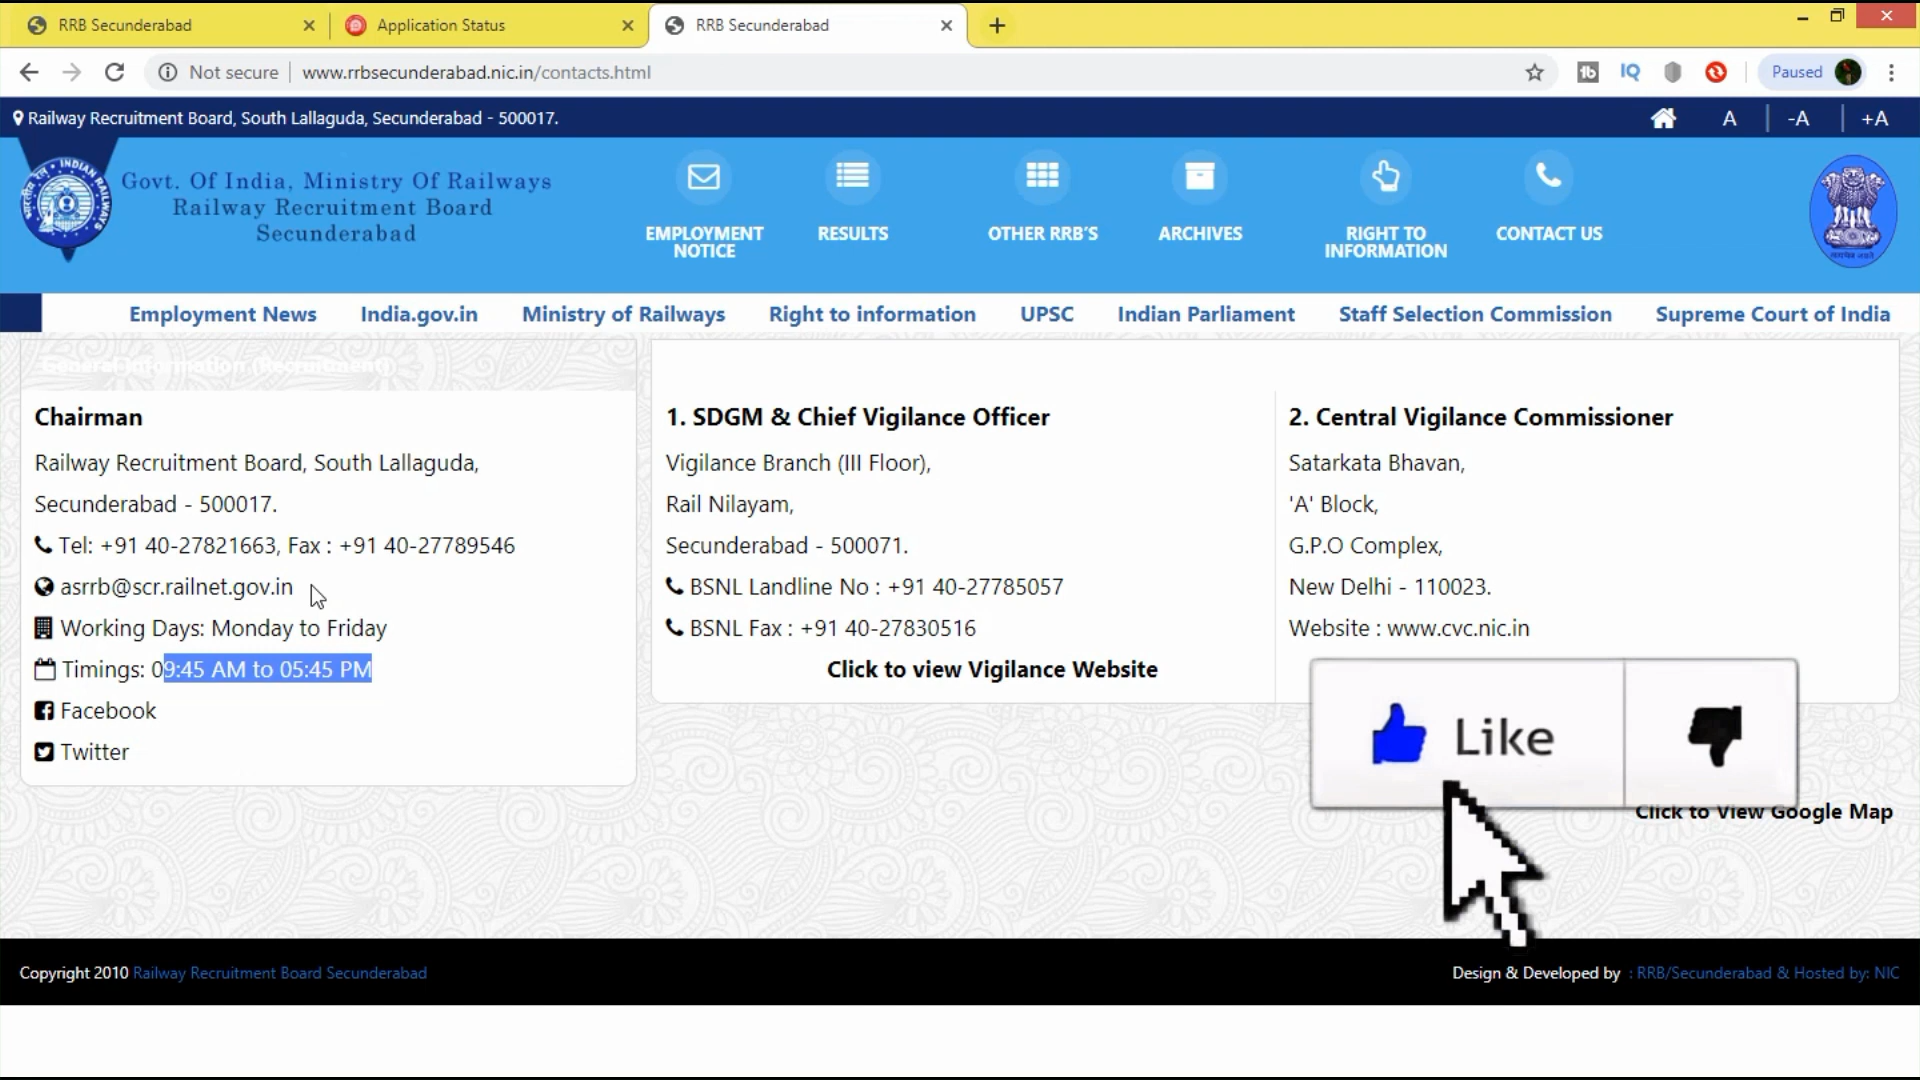 RRB Secunderabad
Application Status
RRB Secunderabad
Not secure
www.rrbsecunderabad.nic.in/contacts.html
Paused
Railway Recruitment Board, South Lallaguda, Secunderabad - 500017.
A
-A
+A
Govt. Of India, Ministry Of Railways
Railway Recruitment Board
Secunderabad
EMPLOYMENT
NOTICE
RESULTS
OTHER RRB'S
ARCHIVES
RIGHT TO
INFORMATION
CONTACT US
Employment News
India.gov.in
Ministry of Railways
Right to information
UPSC
Indian Parliament
Staff Selection Commission
Supreme Court of India
General Information (Recruitment)
Chairman
Railway Recruitment Board, South Lallaguda,
Secunderabad - 500017.
Tel: +91 40-27821663, Fax : +91 40-27789546
asrrb@scr.railnet.gov.in
Working Days: Monday to Friday
Timings: 09:45 AM to 05:45 PM
Facebook
Twitter
1. SDGM & Chief Vigilance Officer
Vigilance Branch (III Floor),
Rail Nilayam,
Secunderabad - 500071.
BSNL Landline No : +91 40-27785057
BSNL Fax : +91 40-27830516
Click to view Vigilance Website
2. Central Vigilance Commissioner
Satarkata Bhavan,
'A' Block,
G.P.O Complex,
New Delhi - 110023.
Website : www.cvc.nic.in
Like
Click to View Google Map
Copyright 2010 Railway Recruitment Board Secunderabad
Design & Developed by : RRB/Secunderabad & Hosted by: NIC